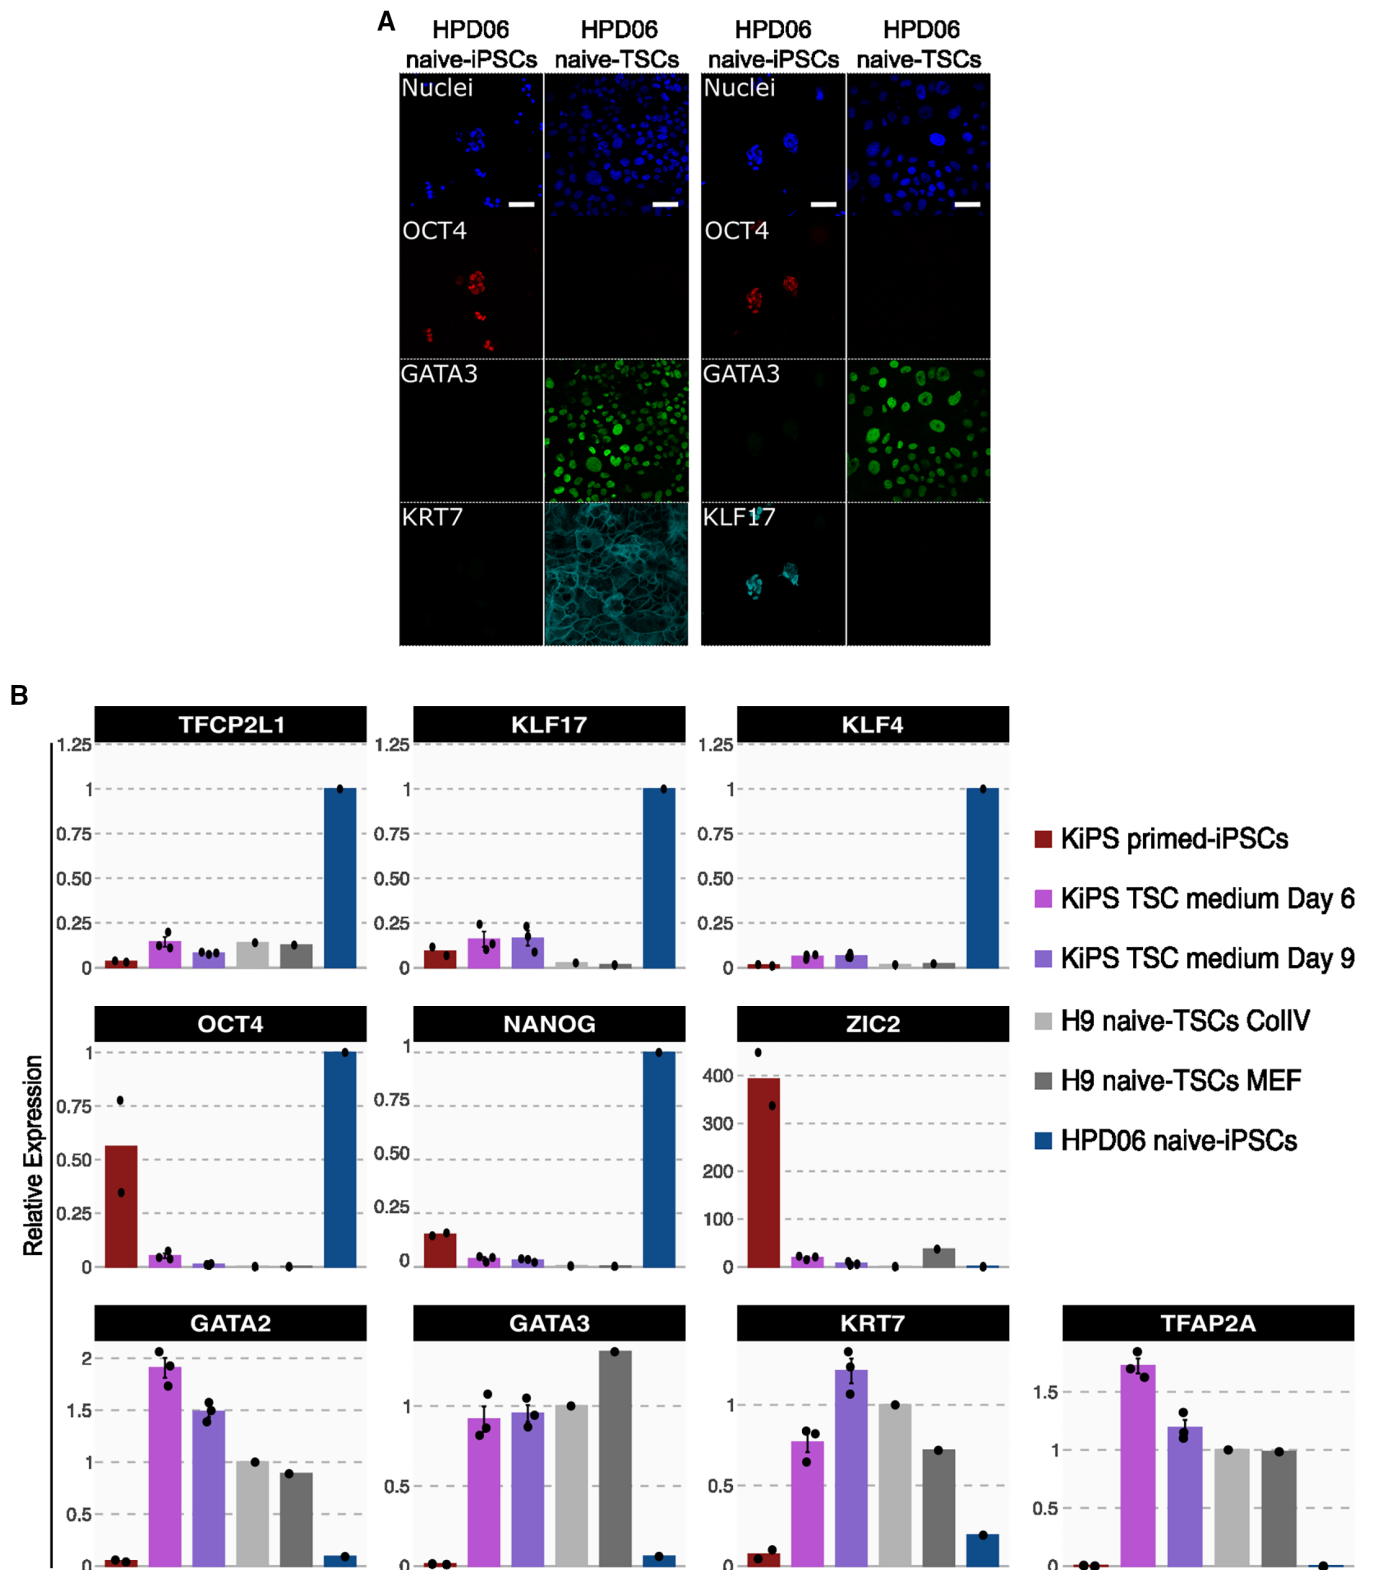 A
HPD06 naive-iPSCs
HPD06 naive-TSCs
HPD06 naive-iPSCs
HPD06 naive-TSCs
Nuclei
Nuclei
OCT4
OCT4
GATA3
GATA3
KRT7
KLF17
B
Relative Expression
TFCP2L1
1.25
1
0.75
0.50
0.25
0
KLF17
1.25
1
0.75
0.50
0.25
0
KLF4
1.25
1
0.75
0.50
0.25
0
KiPS primed-iPSCs
KiPS TSC medium Day 6
KiPS TSC medium Day 9
H9 naive-TSCs ColIV
H9 naive-TSCs MEF
HPD06 naive-iPSCs
OCT4
1
0.75
0.50
0.25
0
NANOG
1
0.75
0.50
0.25
0
ZIC2
400
300
200
100
0
GATA2
2
1.5
1
0.5
0
GATA3
1
0.5
0
KRT7
1
0.5
0
TFAP2A
1.5
1
0.5
0